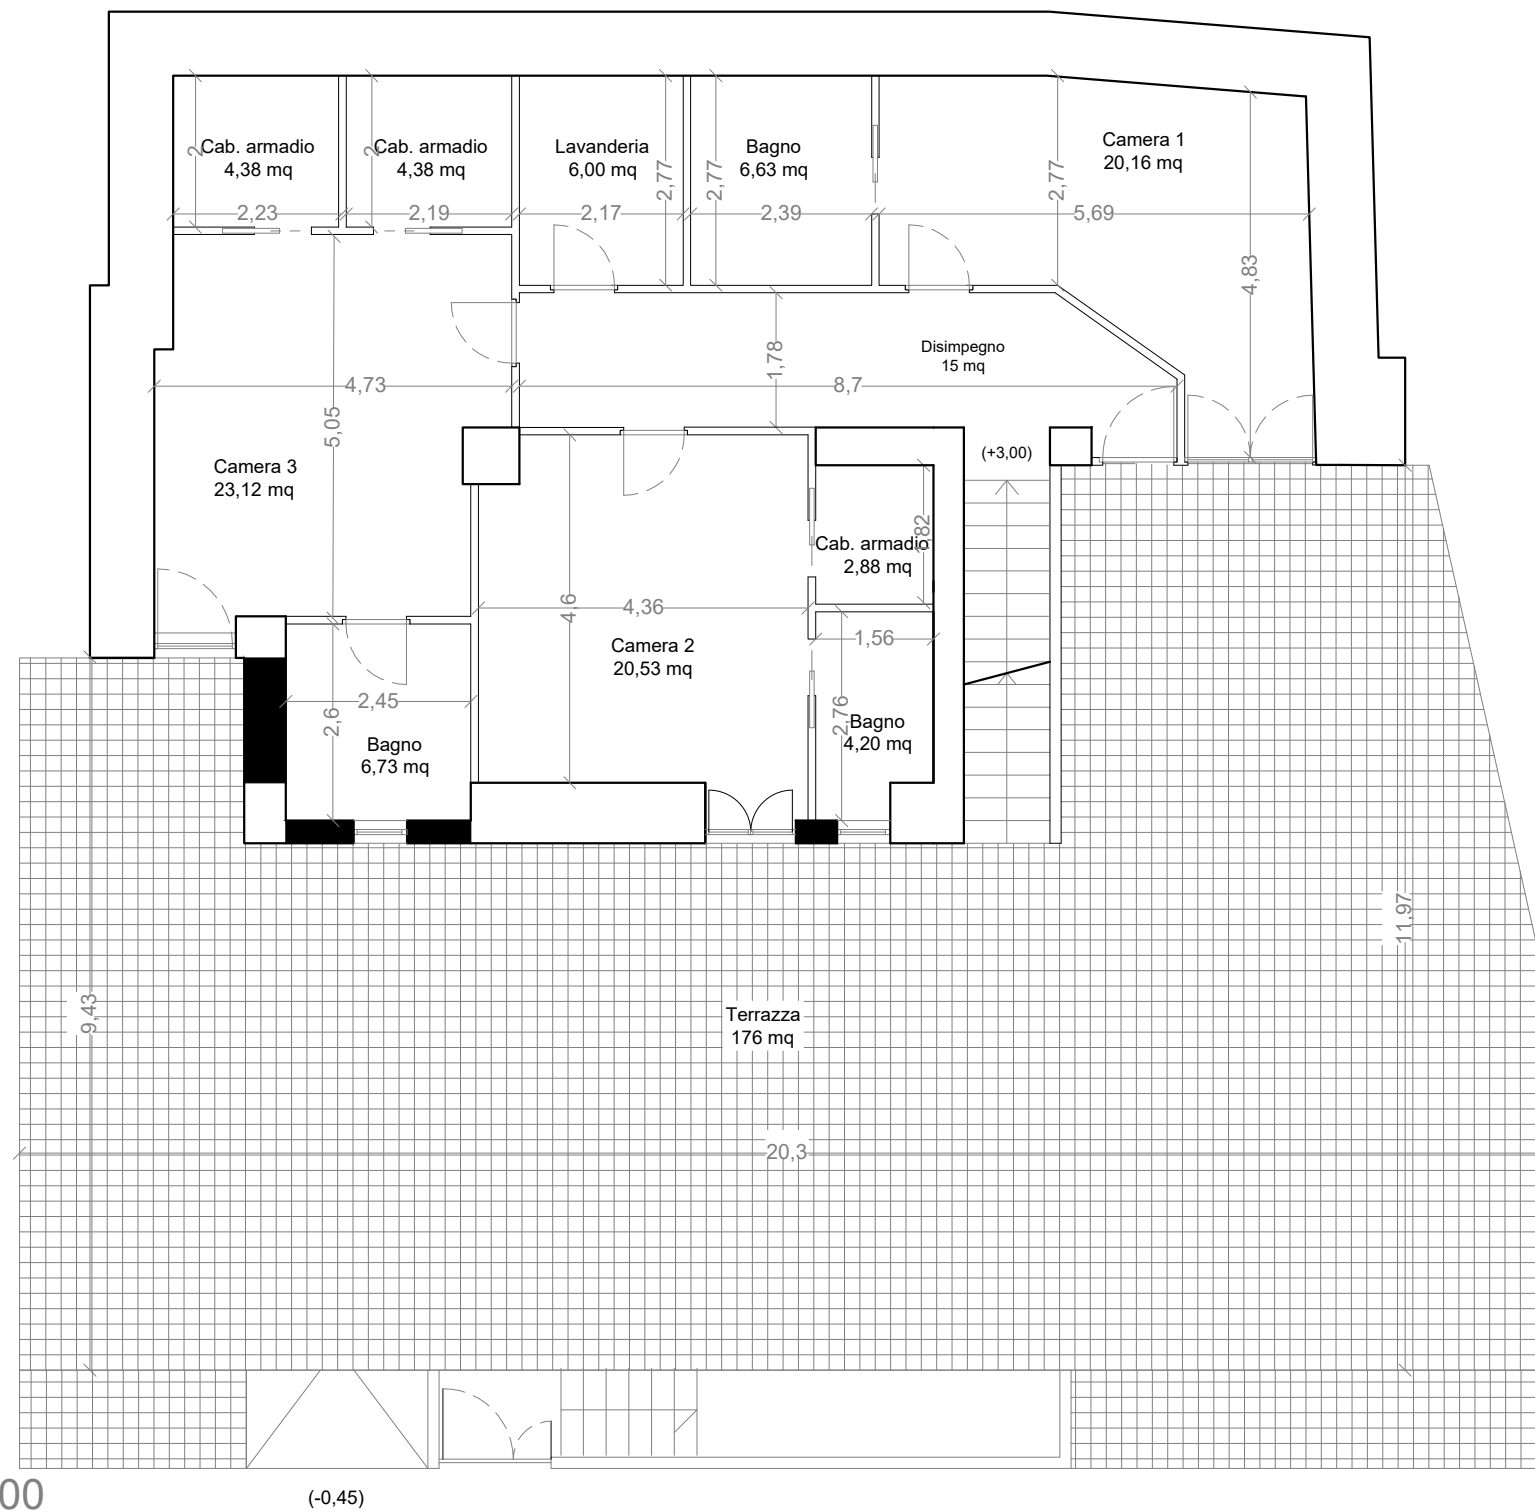 Cab. armadio
4,38 mq
2
2,23
Cab. armadio
4,38 mq
2
2,19
Lavanderia
6,00 mq
2,77
2,17
Bagno
6,63 mq
2,77
2,39
Camera 1
20,16 mq
2,77
5,69
4,83
Disimpegno
15 mq
1,78
8,7
4,73
5,05
Camera 3
23,12 mq
(+3,00)
Cab. armadio
2,88 mq
4,6
4,36
Camera 2
20,53 mq
1,56
2,76
Bagno
4,20 mq
2,45
2,6
Bagno
6,73 mq
11,97
9,43
Terrazza
176 mq
20,3
00
(-0,45)